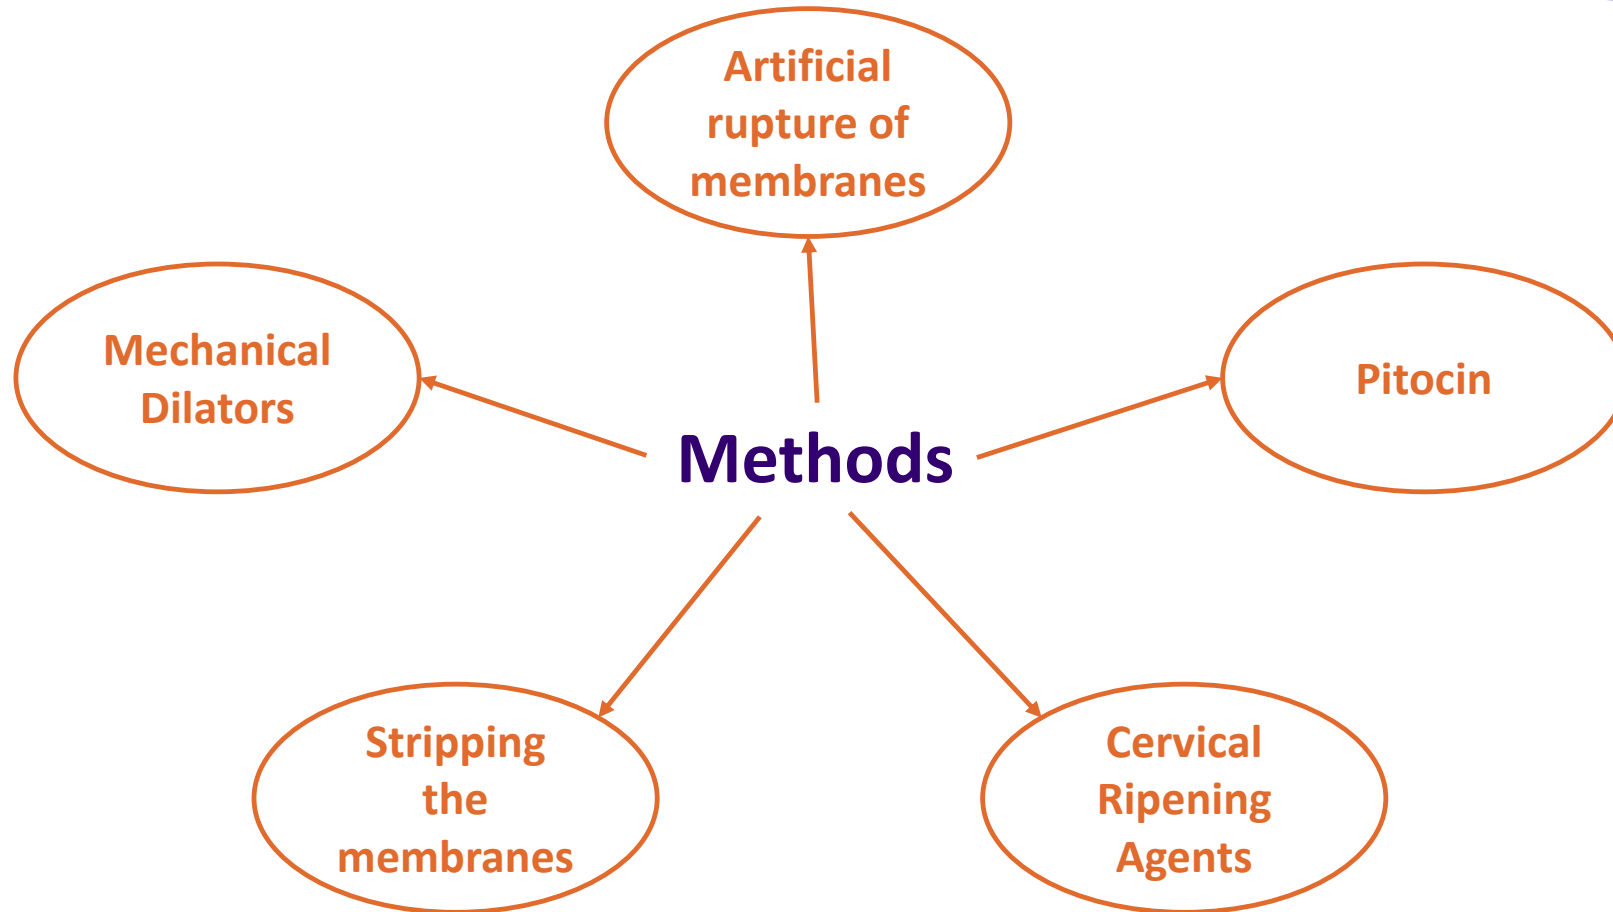 Artificial
rupture of
membranes
Mechanical
Dilators
Pitocin
Methods
Stripping
the
membranes
Cervical
Ripening
Agents